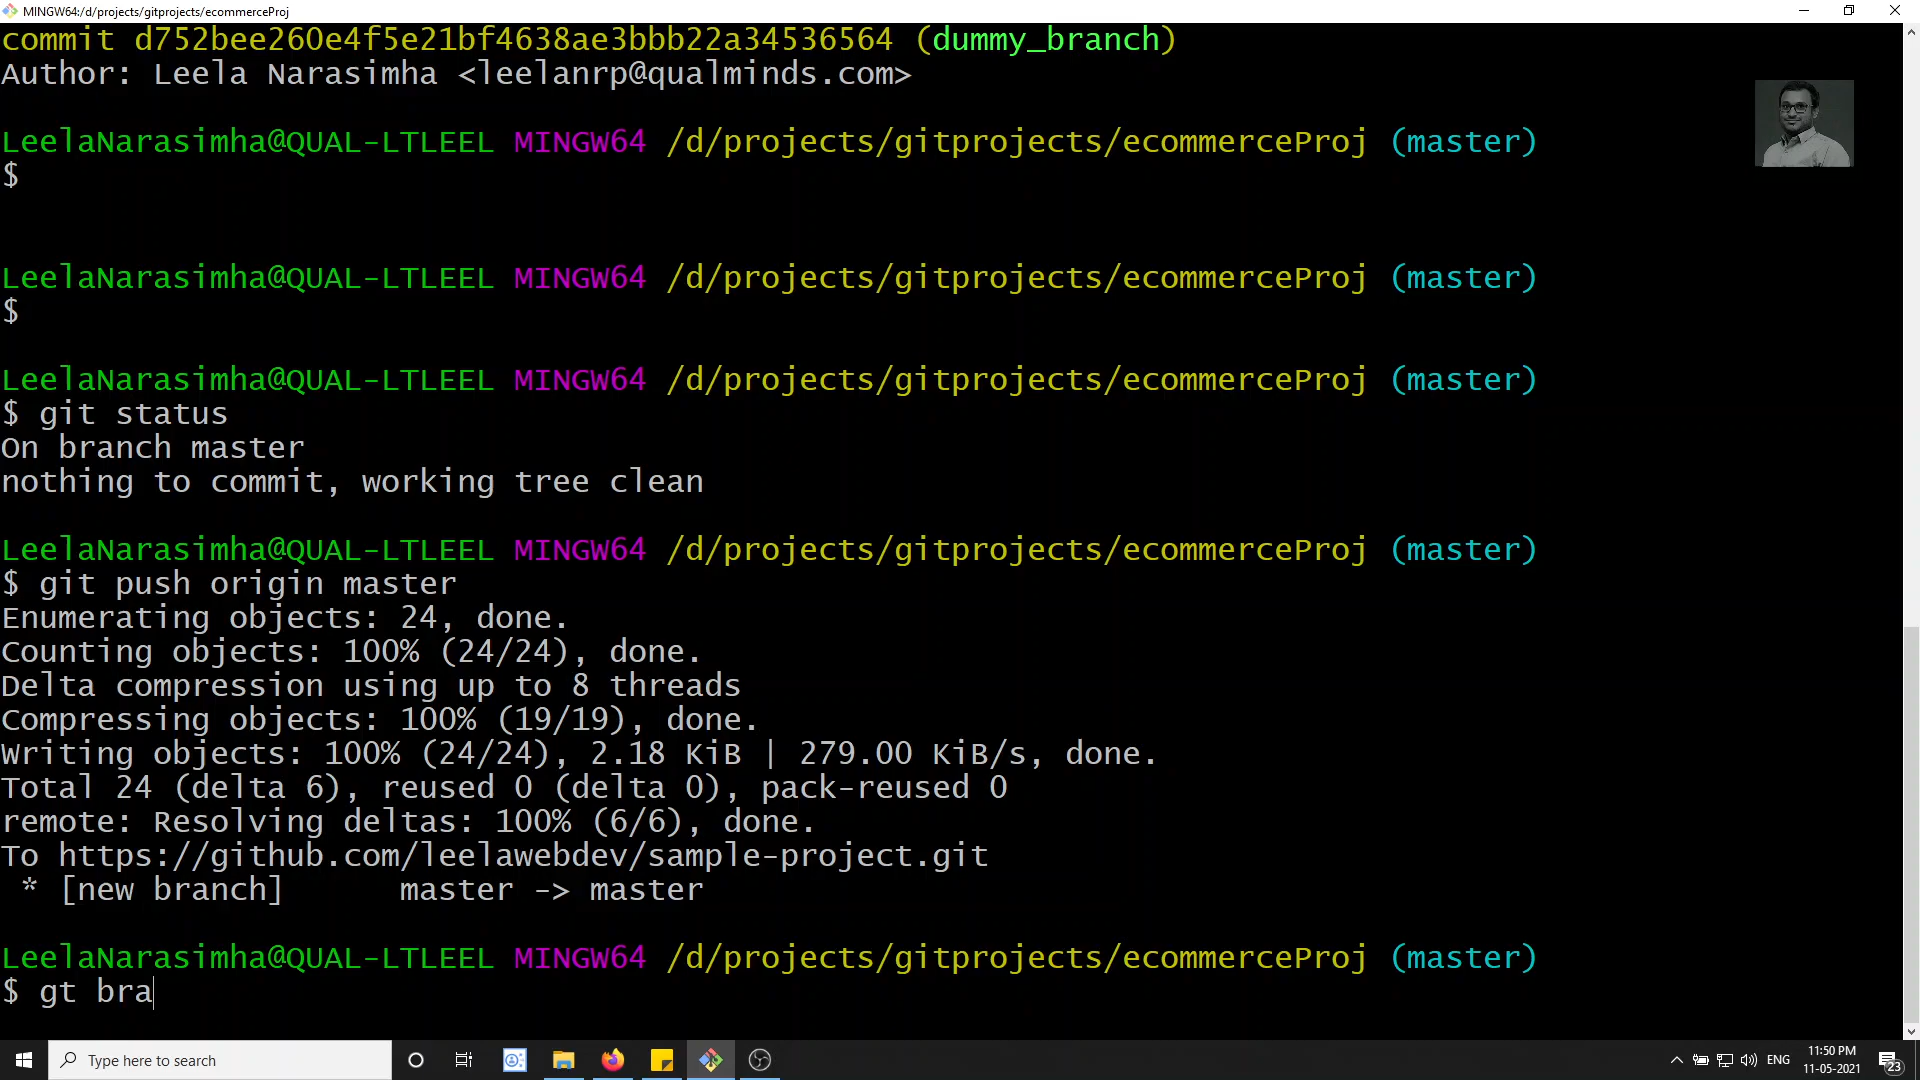 MINGW64:/d/projects/gitprojects/ecommerceProj
commit d752bee260e4f5e21bf4638ae3bbb22a34536564 (dummy_branch)
Author: Leela Narasimha <leelanrp@qualminds.com>
LeelaNarasimha@QUAL-LTLEEL MINGW64 /d/projects/gitprojects/ecommerceProj (master)
$
LeelaNarasimha@QUAL-LTLEEL MINGW64 /d/projects/gitprojects/ecommerceProj (master)
$
LeelaNarasimha@QUAL-LTLEEL MINGW64 /d/projects/gitprojects/ecommerceProj (master)
$ git status
On branch master
nothing to commit, working tree clean
LeelaNarasimha@QUAL-LTLEEL MINGW64 /d/projects/gitprojects/ecommerceProj (master)
$ git push origin master
Enumerating objects: 24, done.
Counting objects: 100% (24/24), done.
Delta compression using up to 8 threads
Compressing objects: 100% (19/19), done.
Writing objects: 100% (24/24), 2.18 KiB | 279.00 KiB/s, done.
Total 24 (delta 6), reused 0 (delta 0), pack-reused 0
remote: Resolving deltas: 100% (6/6), done.
To https://github.com/leelawebdev/sample-project.git
 * [new branch]      master -> master
LeelaNarasimha@QUAL-LTLEEL MINGW64 /d/projects/gitprojects/ecommerceProj (master)
$ gt bra
Type here to search
ENG
11:50 PM
11-05-2021
23